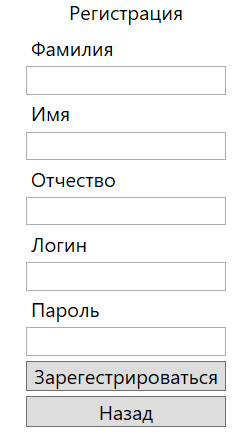 Регистрация
Фамилия
Имя
Отчество
Логин
Пароль
Зарегестрироваться
Назад